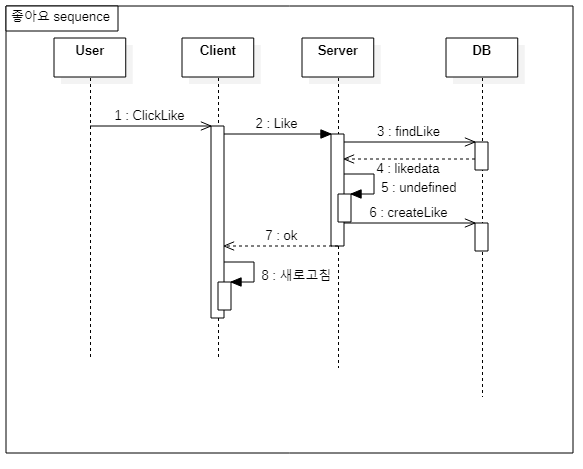 좋아요 sequence
User
Client
Server
DB
1 : ClickLike
2 : Like
3 : findLike
4 : likedata
5 : undefined
6 : createLike
7 : ok
8 : 새로고침